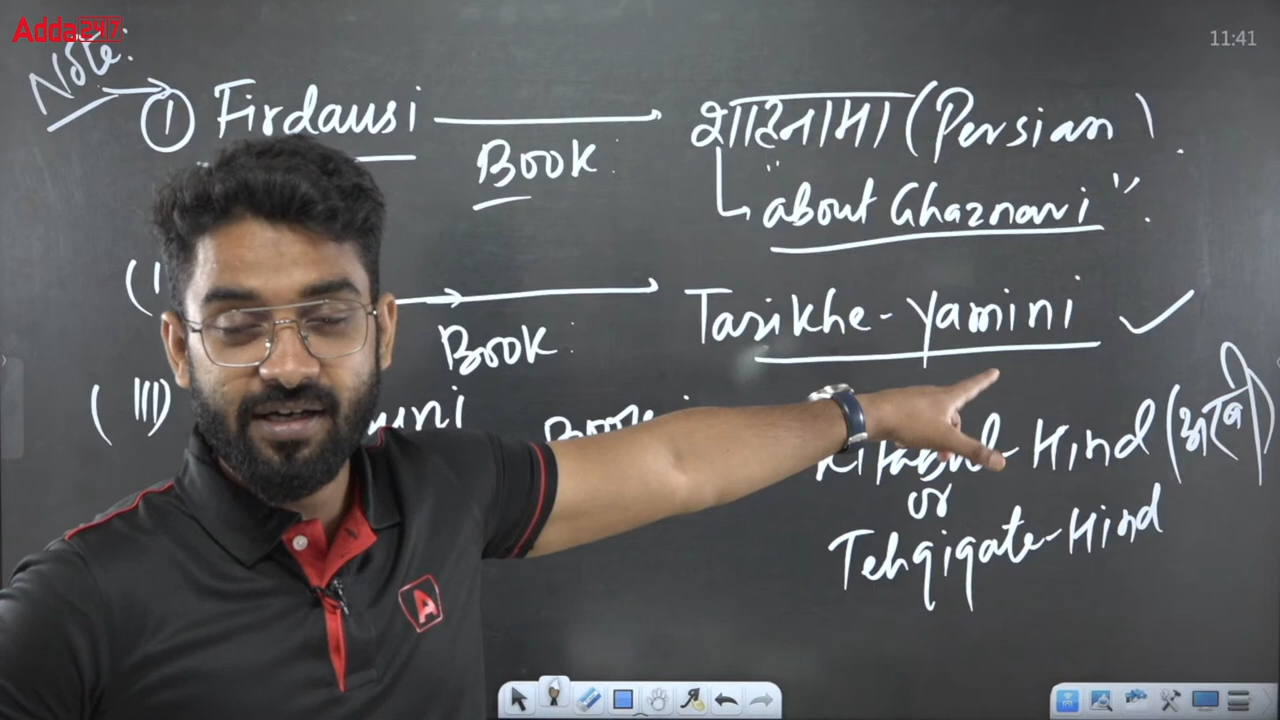 Adda247
11:41
Note:
① Firdausi → शाहनामा (Persian)
Book
"about Ghaznavi".
Book Tarikhe-Yamini ✓
(III)
Hind (अरबी)
or
Tehqiqate-Hind
A